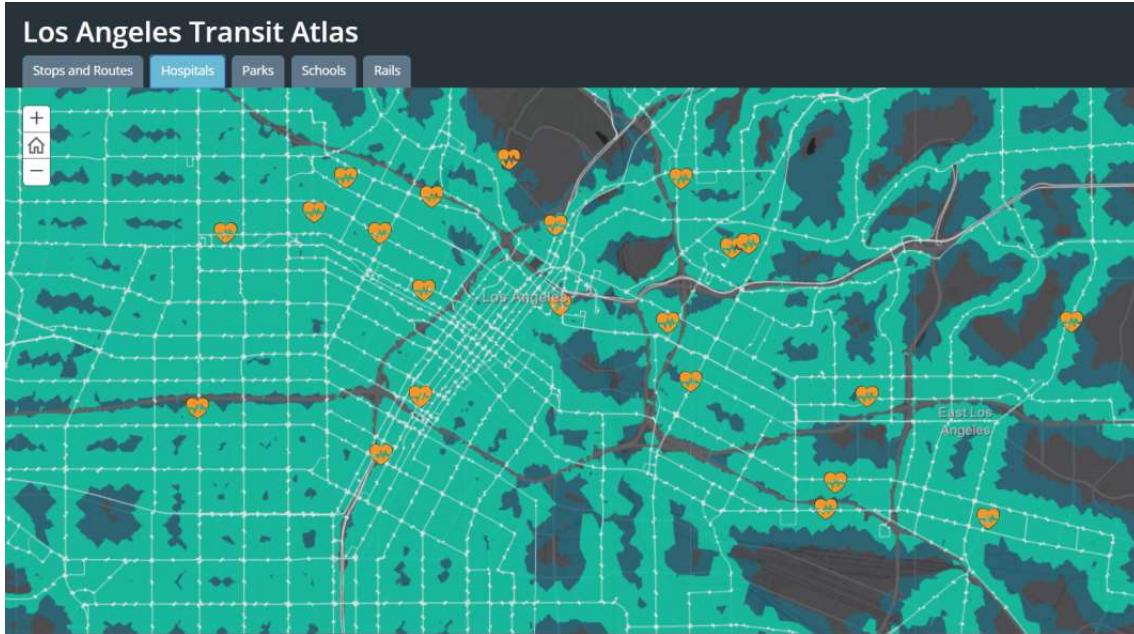 Los Angeles Transit Atlas
Stops and Routes
Hospitals
Parks
Schools
Rails
+
−
Los Angeles
East Los
Angeles